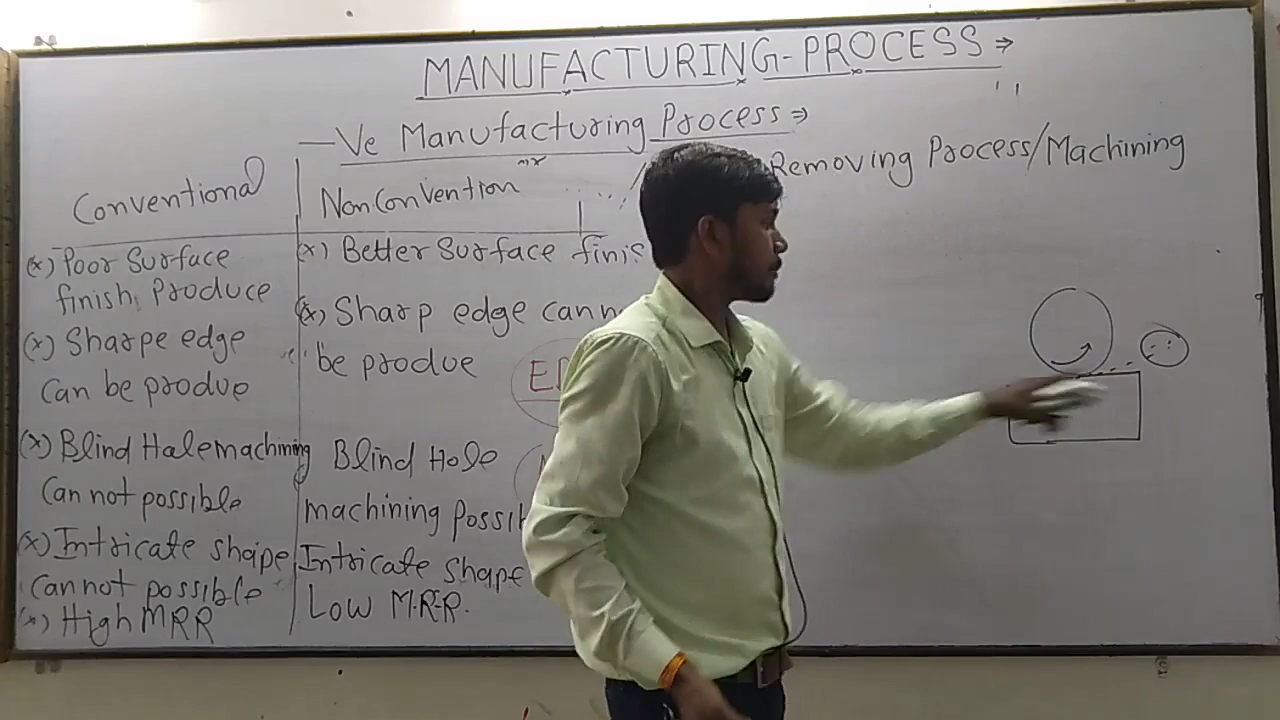 MANUFACTURING-PROCESS ⇒
-Ve Manufacturing Process ⇒
Removing Process/Machining
Conventional
NonConvention
(x) Poor Surface
finish Produce
(x) Sharpe edge
Can be produe
(x) Blind Halemachining
Can not possible
(x) Intricate shape
Cannot possible
(x) High MRR
(x) Better Surface finis
(x) Sharp edge cann
be produe
Blind Hole
machining Possib
Intricate shape
Low M.R.R.